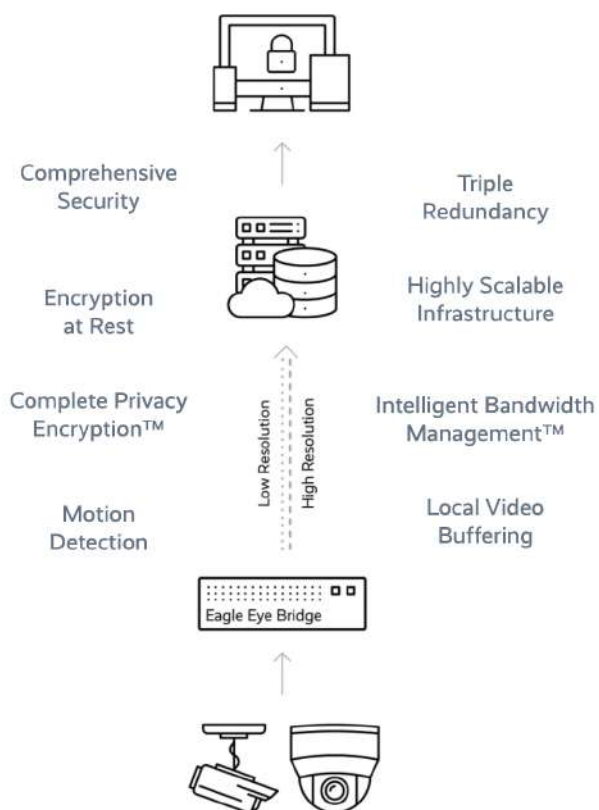 Comprehensive
Security
Triple
Redundancy
Encryption
at Rest
Highly Scalable
Infrastructure
Complete Privacy
Encryption™
Low Resolution
High Resolution
Intelligent Bandwidth
Management™
Motion
Detection
Local Video
Buffering
Eagle Eye Bridge